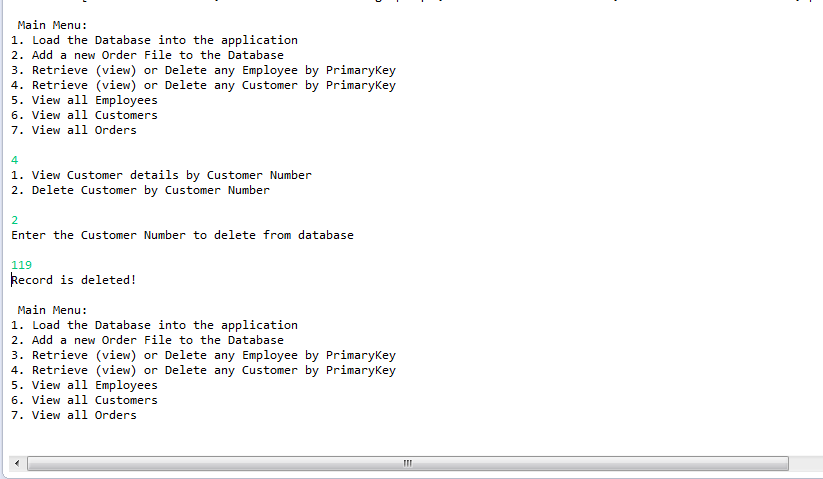 Main Menu:
1. Load the Database into the application
2. Add a new Order File to the Database
3. Retrieve (view) or Delete any Employee by PrimaryKey
4. Retrieve (view) or Delete any Customer by PrimaryKey
5. View all Employees
6. View all Customers
7. View all Orders
4
1. View Customer details by Customer Number
2. Delete Customer by Customer Number
2
Enter the Customer Number to delete from database
119
Record is deleted!
Main Menu:
1. Load the Database into the application
2. Add a new Order File to the Database
3. Retrieve (view) or Delete any Employee by PrimaryKey
4. Retrieve (view) or Delete any Customer by PrimaryKey
5. View all Employees
6. View all Customers
7. View all Orders